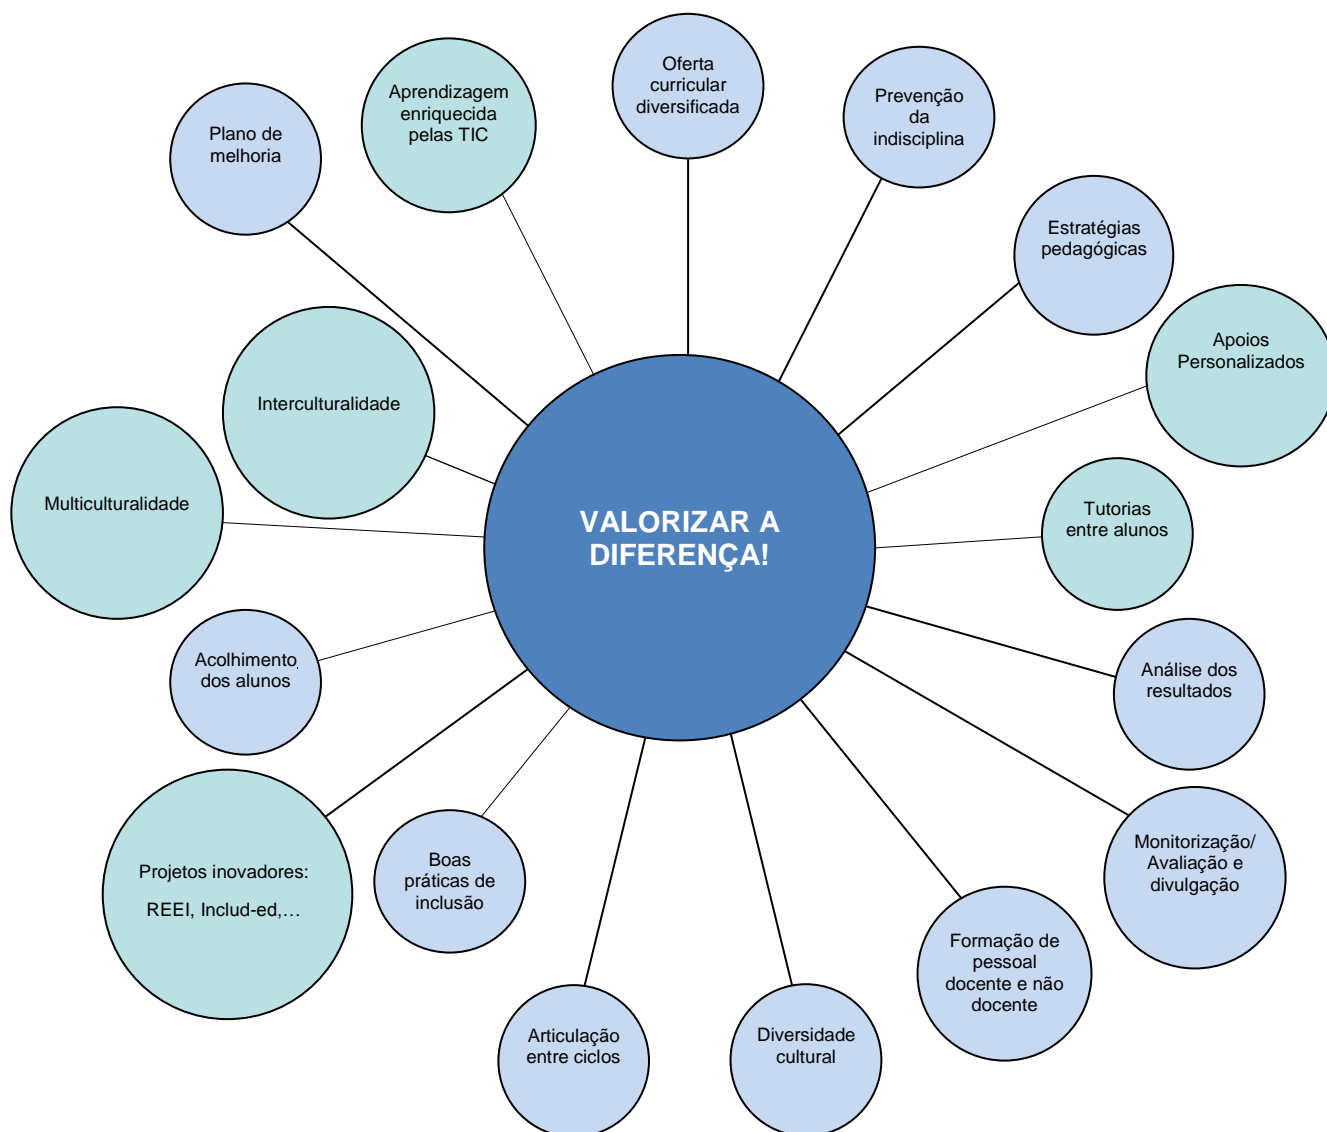 Oferta
curricular
diversificada
Aprendizagem
enriquecida
pelas TIC
Prevenção
da
indisciplina
Plano de
melhoria
Estratégias
pedagógicas
Apoios
Personalizados
Interculturalidade
Multiculturalidade
VALORIZAR A
DIFERENÇA!
Tutorias
entre alunos
Acolhimento
dos alunos
Análise dos
resultados
Projetos inovadores:
REEI, Includ-ed,…
Boas
práticas de
inclusão
Monitorização/
Avaliação e
divulgação
Formação de
pessoal
docente e não
docente
Articulação
entre ciclos
Diversidade
cultural